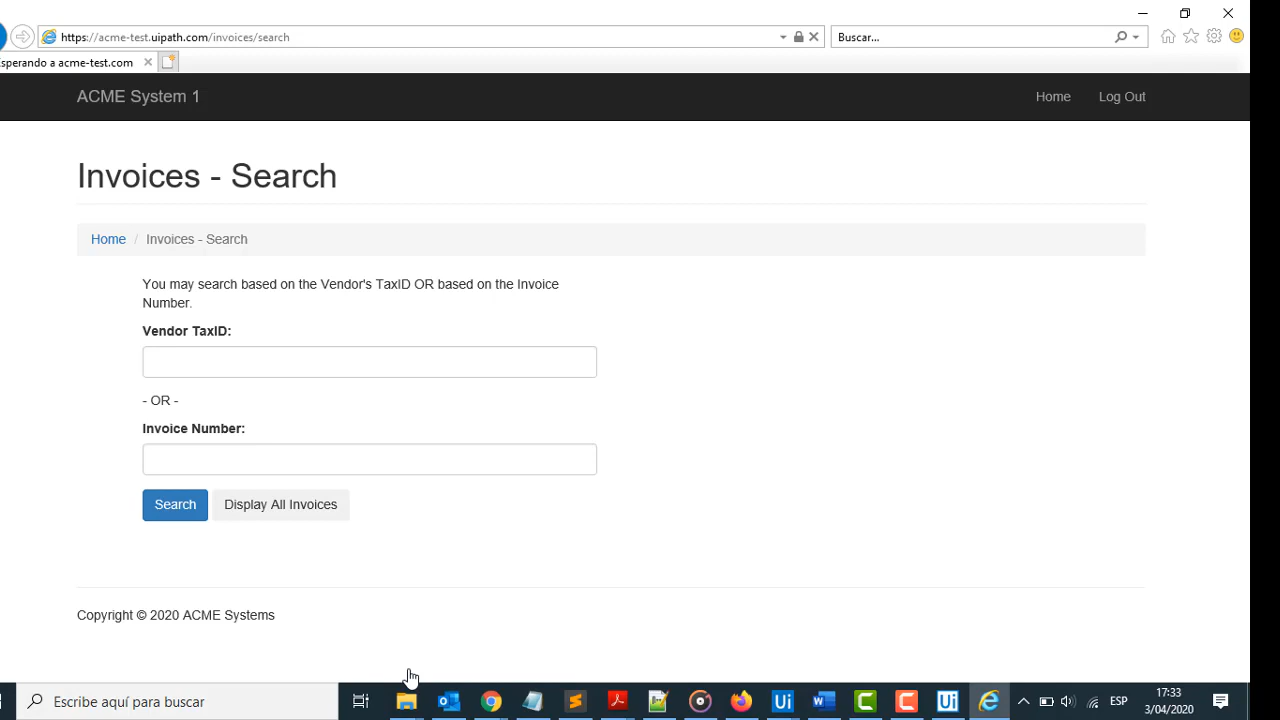 https://acme-test.uipath.com/invoices/search
Buscar...
sperando a acme-test.com
ACME System 1
Home
Log Out
Invoices - Search
Home / Invoices - Search
You may search based on the Vendor's TaxID OR based on the Invoice
Number.
Vendor TaxID:
- OR -
Invoice Number:
Search
Display All Invoices
Copyright © 2020 ACME Systems
Escribe aquí para buscar
Ui
Ui
ESP
17:33
3/04/2020